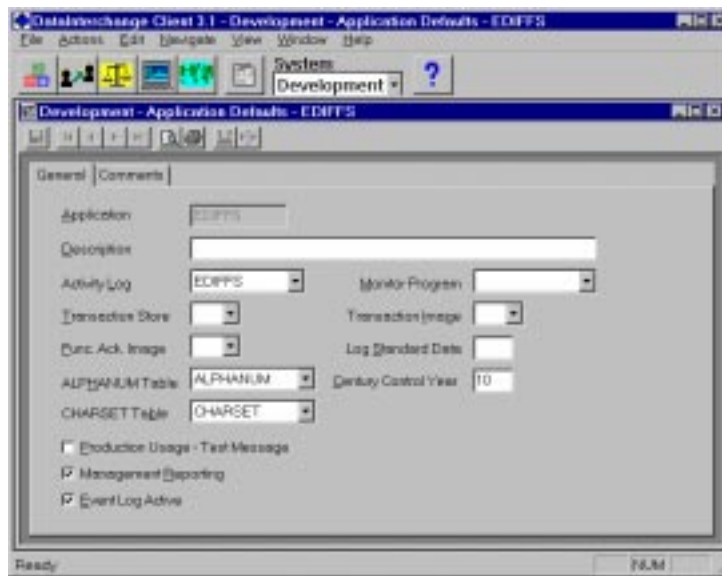 DataInterchange Client 3.1 - Development - Application Defaults - EDIFFS
File Actions Edit Navigate View Window Help
System
Development
Development - Application Defaults - EDIFFS
General Comments
Application EDIFFS
Description
Activity Log EDIFFS Monitor Program
Transaction Store Transaction Image
Func. Ack. Image Log Standard Data
ALPHANUM Table ALPHANUM Century Control Year 10
CHARSET Table CHARSET
Production Usage - Test Message
Management Reporting
Event Log Active
Ready NUM